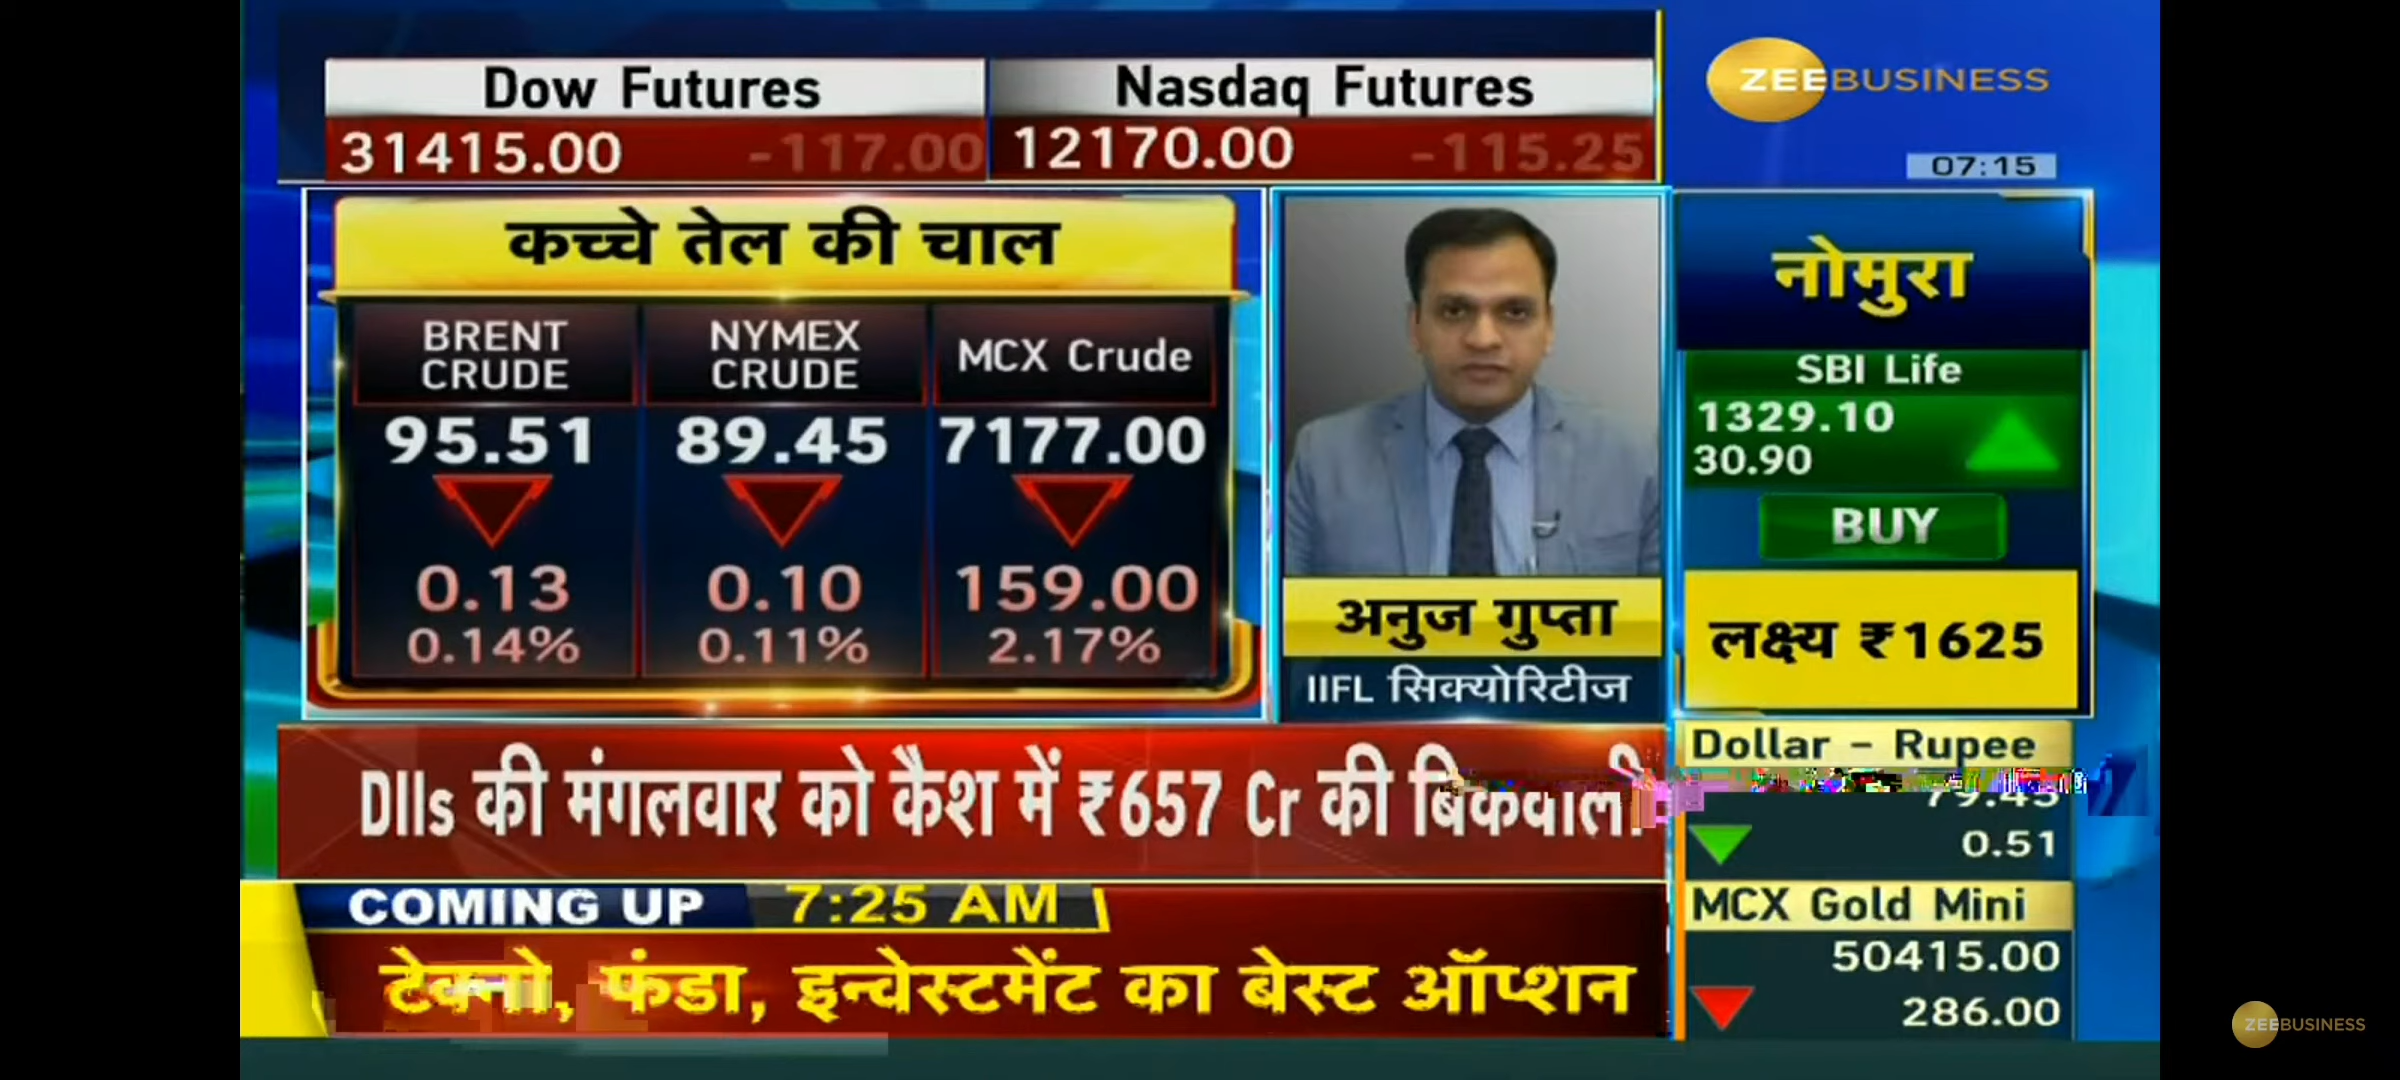 Dow Futures
31415.00 -117.00
Nasdaq Futures
12170.00 -115.25
ZEEBUSINESS
07:15
कच्चे तेल की चाल
BRENT
CRUDE
95.51
0.13
0.14%
NYMEX
CRUDE
89.45
0.10
0.11%
MCX Crude
7177.00
159.00
2.17%
अनुज गुप्ता
IIFL सिक्योरिटीज
नोमुरा
SBI Life
1329.10
30.90
BUY
लक्ष्य ₹1625
DIIs की मंगलवार को कैश में ₹657 Cr की बिकवाली
Dollar - Rupee
79.45
0.51
COMING UP 7:25 AM
टेक्नो, फंडा, इन्वेस्टमेंट का बेस्ट ऑप्शन
MCX Gold Mini
50415.00
286.00
ZEEBUSINESS